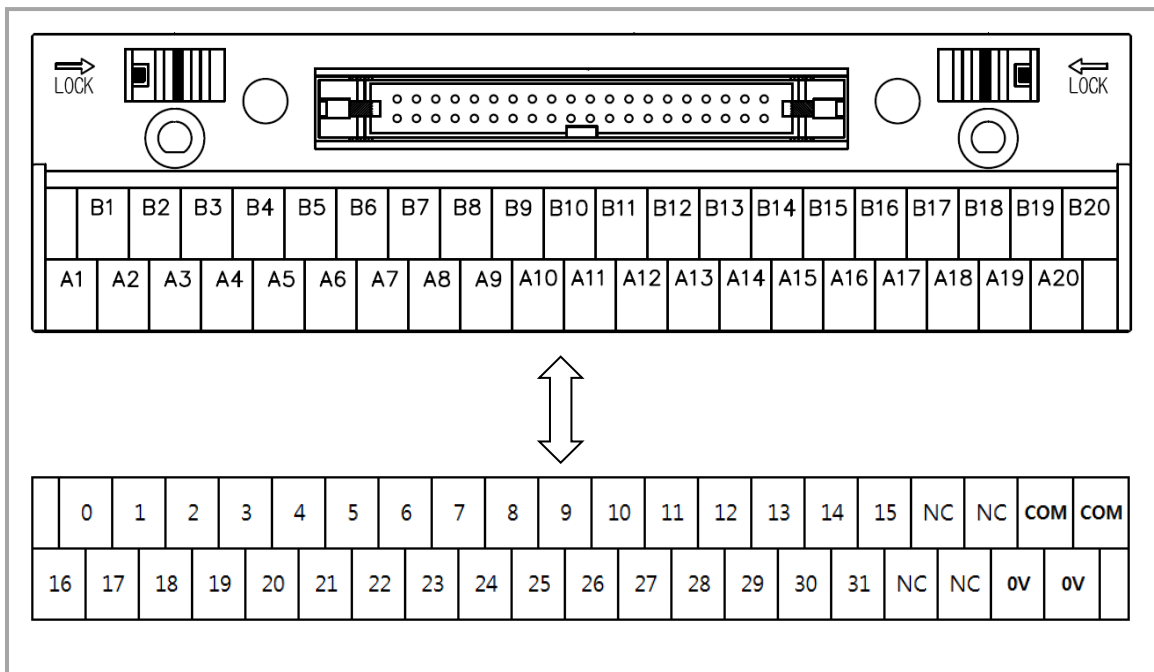 LOCK LOCK
B1 B2 B3 B4 B5 B6 B7 B8 B9 B10 B11 B12 B13 B14 B15 B16 B17 B18 B19 B20
A1 A2 A3 A4 A5 A6 A7 A8 A9 A10 A11 A12 A13 A14 A15 A16 A17 A18 A19 A20
0 1 2 3 4 5 6 7 8 9 10 11 12 13 14 15 NC NC COM COM
16 17 18 19 20 21 22 23 24 25 26 27 28 29 30 31 NC NC 0V 0V